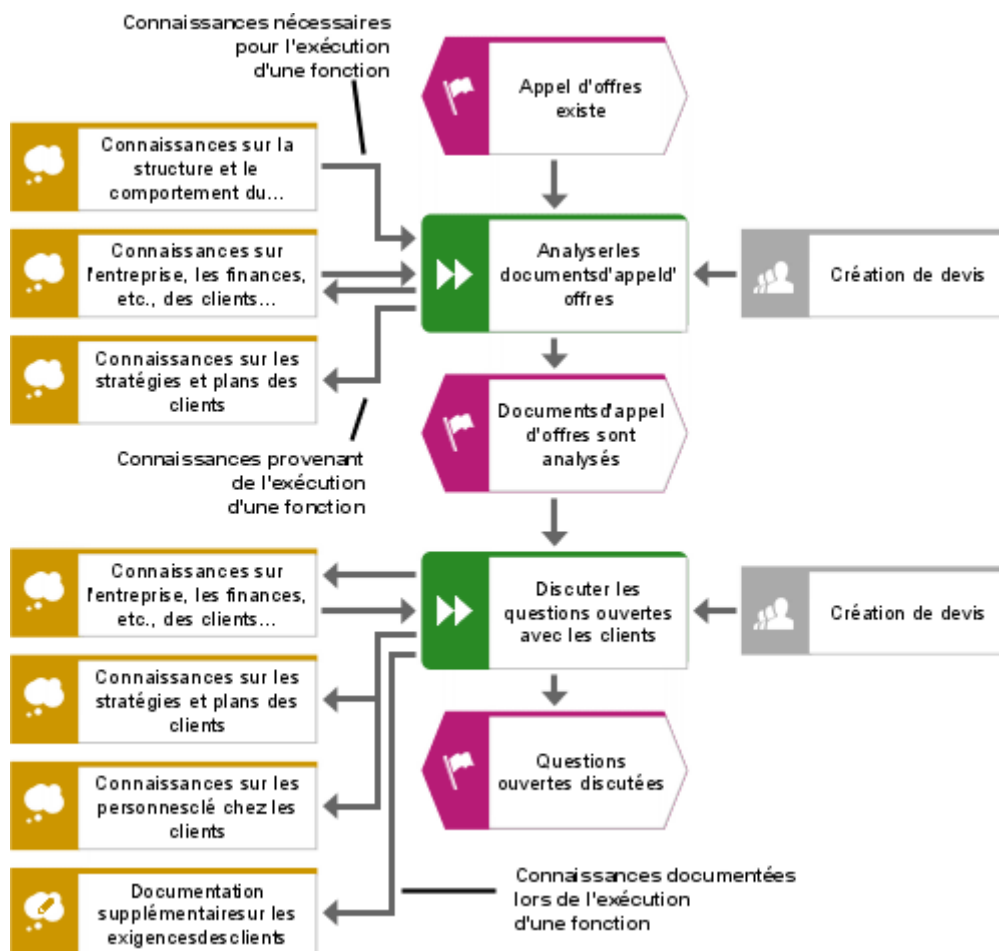 Connaissances nécessaires
pour l'exécution
d'une fonction
Appel d'offres
existe
Connaissances sur la
structure et le
comportement du...
Connaissances sur
l'entreprise, les finances,
etc., des clients...
Analyserles
documentsd'appeld'
offres
Création de devis
Connaissances sur les
stratégies et plans des
clients
Documentsd'appel
d'offres sont
analysés
Connaissances provenant
de l'exécution
d'une fonction
Connaissances sur
l'entreprise, les finances,
etc., des clients...
Discuter les
questions ouvertes
avec les clients
Création de devis
Connaissances sur les
stratégies et plans des
clients
Questions
ouvertes discutées
Connaissances sur les
personnesclé chez les
clients
Connaissances documentées
lors de l'exécution
d'une fonction
Documentation
supplémentairesur les
exigencesdesclients